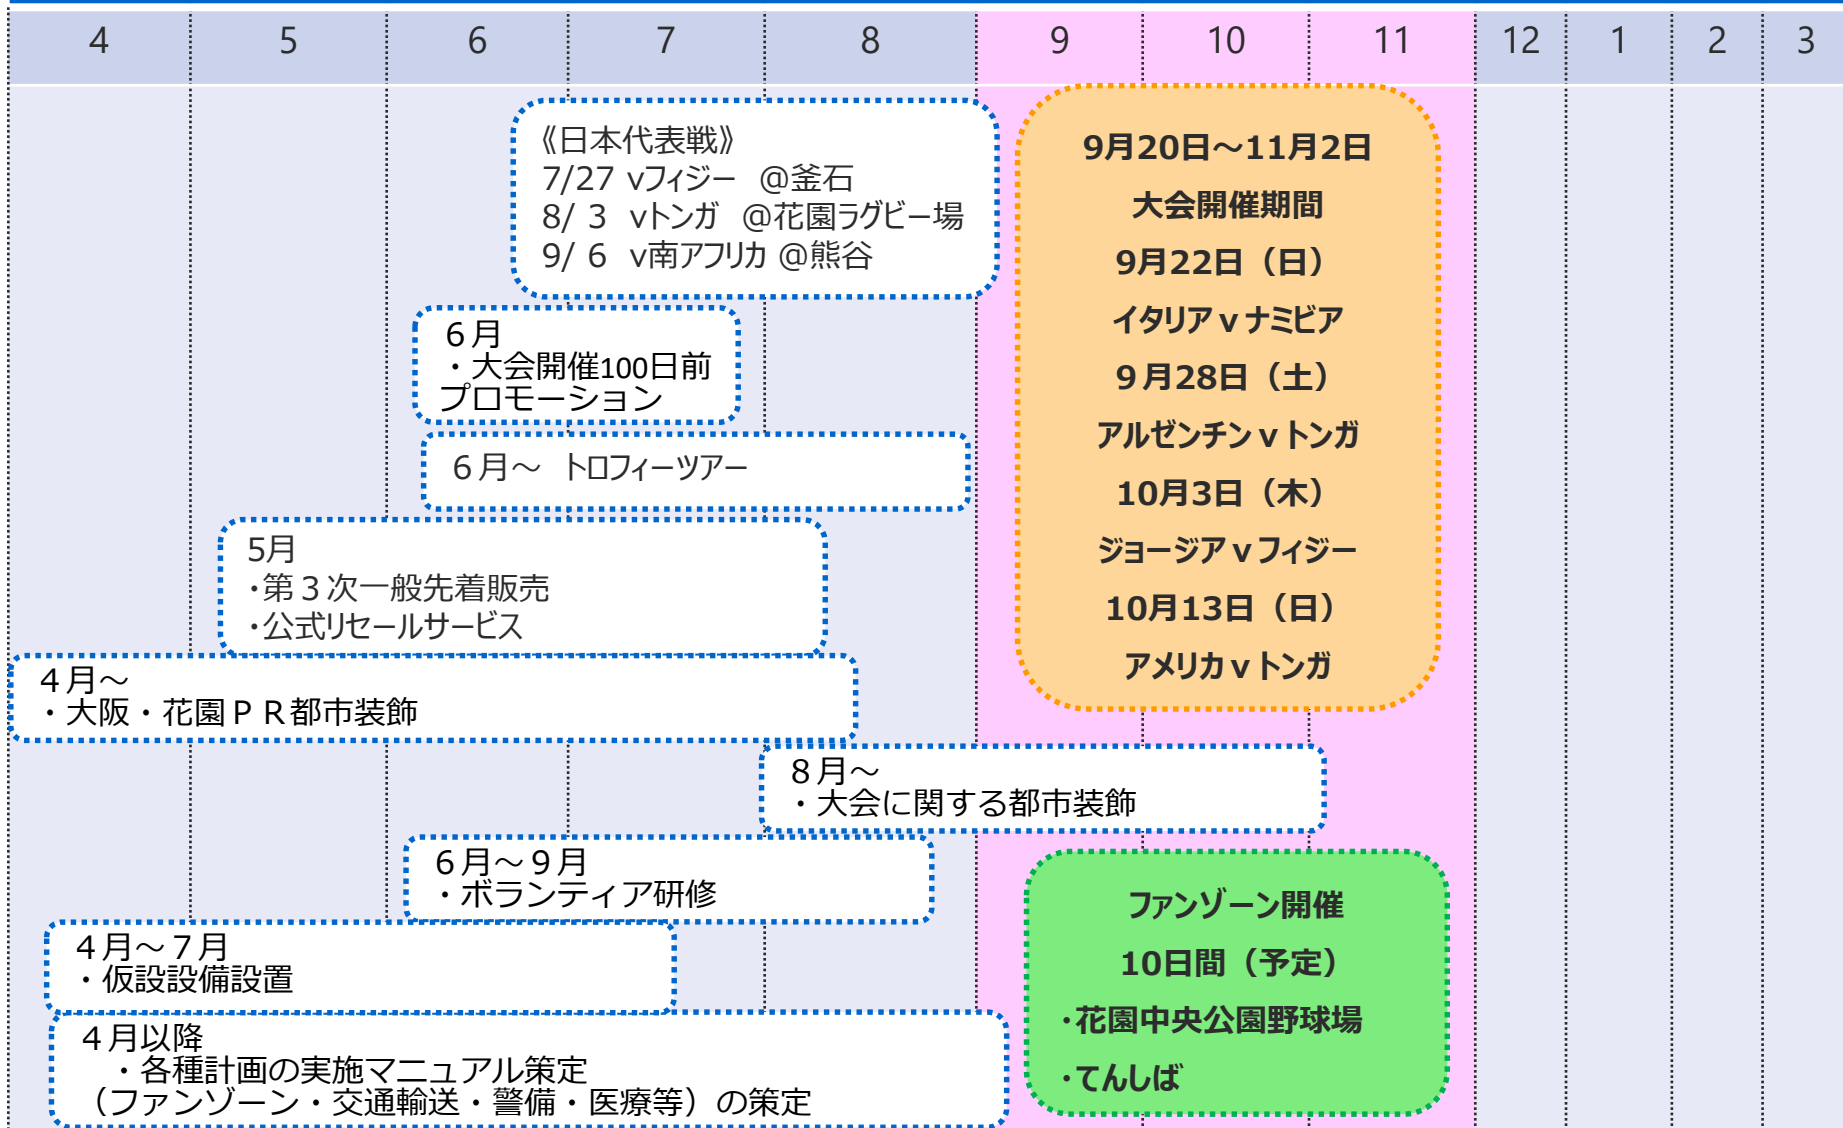 4 5 6 7 8 9 10 11 12 1 2 3
《日本代表戦》
7/27 vフィジー @釜石
8/ 3 vトンガ @花園ラグビー場
9/ 6 v南アフリカ @熊谷
６月
・大会開催100日前
プロモーション
６月～ トロフィーツアー
5月
・第３次一般先着販売
・公式リセールサービス
４月～
・大阪・花園ＰＲ都市装飾
８月～
・大会に関する都市装飾
６月～９月
・ボランティア研修
４月～７月
・仮設設備設置
４月以降
・各種計画の実施マニュアル策定
（ファンゾーン・交通輸送・警備・医療等）の策定
9月20日～11月2日
大会開催期間
9月22日（日）
イタリア v ナミビア
９月28日（土）
アルゼンチン v トンガ
10月3日（木）
ジョージア v フィジー
10月13日（日）
アメリカ v トンガ
ファンゾーン開催
10日間（予定）
・花園中央公園野球場
・てんしば